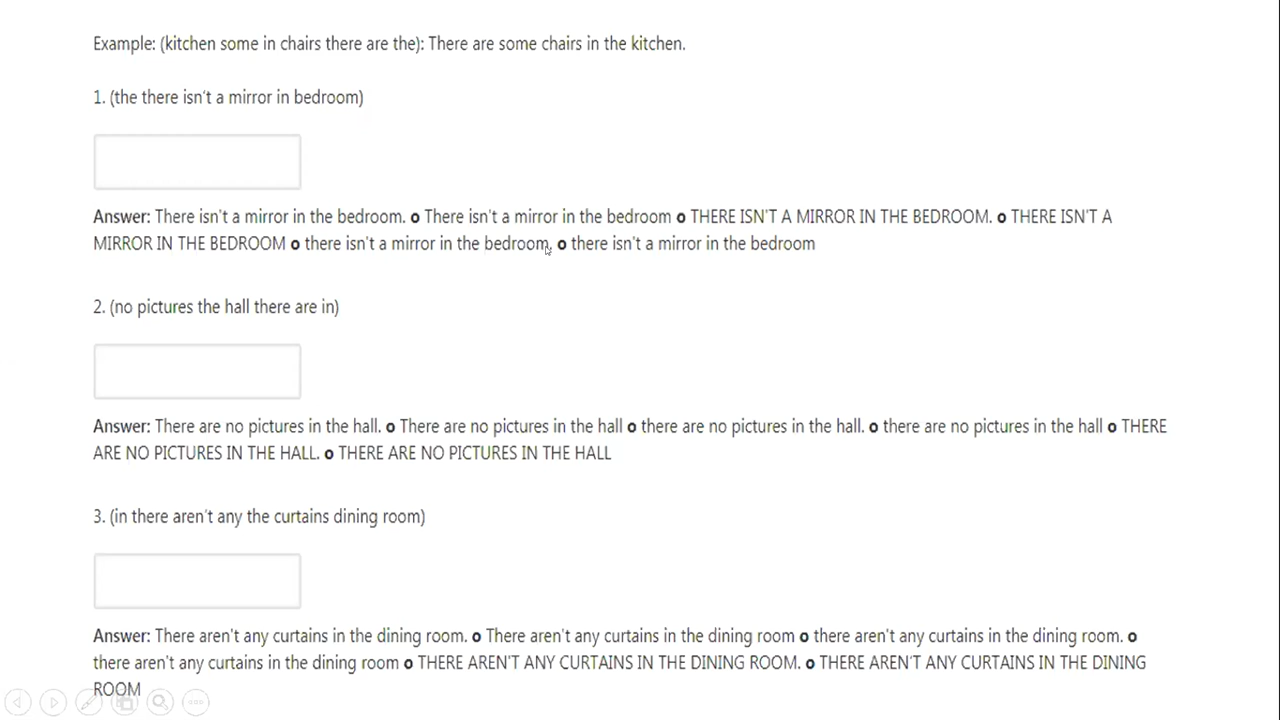 Example: (kitchen some in chairs there are the): There are some chairs in the kitchen.
1. (the there isn't a mirror in bedroom)
Answer: There isn't a mirror in the bedroom. o There isn't a mirror in the bedroom o THERE ISN'T A MIRROR IN THE BEDROOM. o THERE ISN'T A
MIRROR IN THE BEDROOM o there isn't a mirror in the bedroom. o there isn't a mirror in the bedroom
2. (no pictures the hall there are in)
Answer: There are no pictures in the hall. o There are no pictures in the hall o there are no pictures in the hall. o there are no pictures in the hall o THERE
ARE NO PICTURES IN THE HALL. o THERE ARE NO PICTURES IN THE HALL
3. (in there aren't any the curtains dining room)
Answer: There aren't any curtains in the dining room. o There aren't any curtains in the dining room o there aren't any curtains in the dining room. o
there aren't any curtains in the dining room o THERE AREN'T ANY CURTAINS IN THE DINING ROOM. o THERE AREN'T ANY CURTAINS IN THE DINING
ROOM